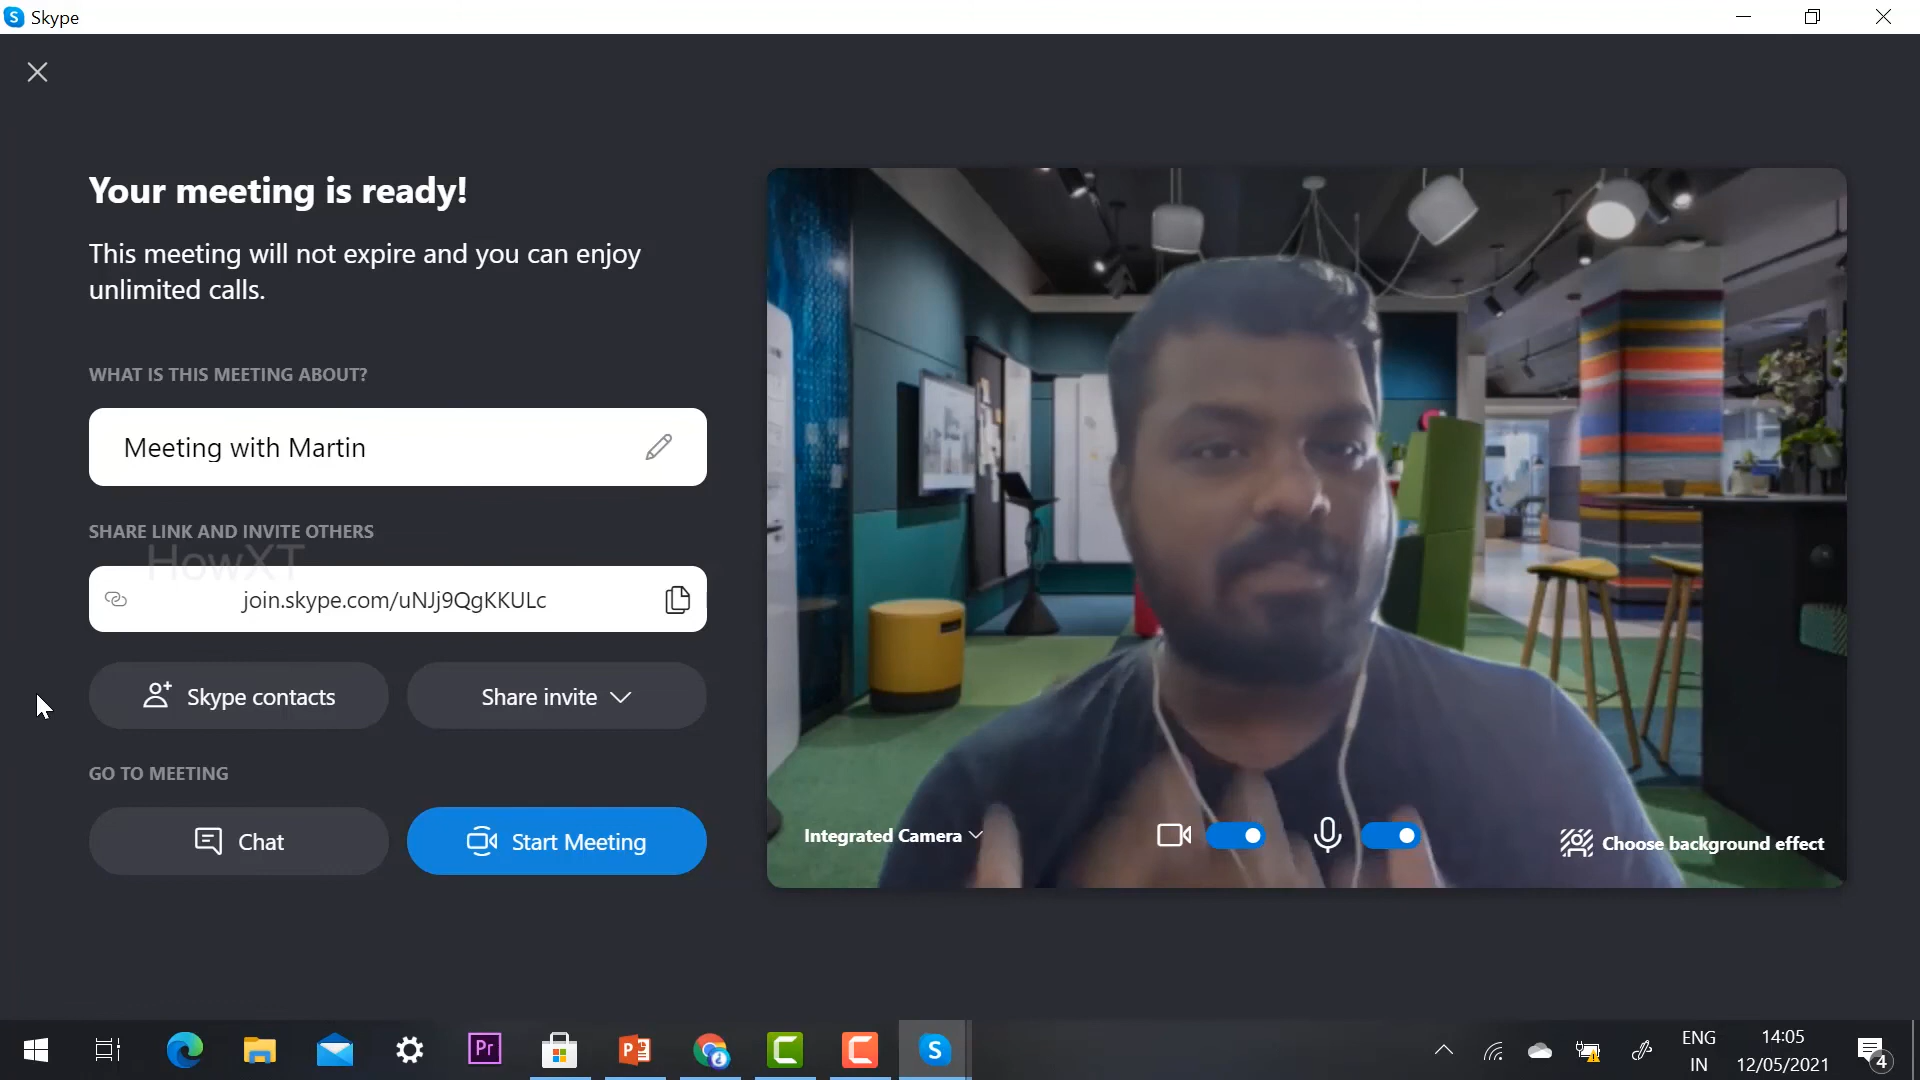 Skype
Your meeting is ready!
This meeting will not expire and you can enjoy
unlimited calls.
WHAT IS THIS MEETING ABOUT?
Meeting with Martin
SHARE LINK AND INVITE OTHERS
HowXT
join.skype.com/uNJj9QgKKULc
Skype contacts
Share invite
GO TO MEETING
Chat
Start Meeting
Integrated Camera
Choose background effect
Pr
P
C
C
S
ENG
IN
14:05
12/05/2021
4